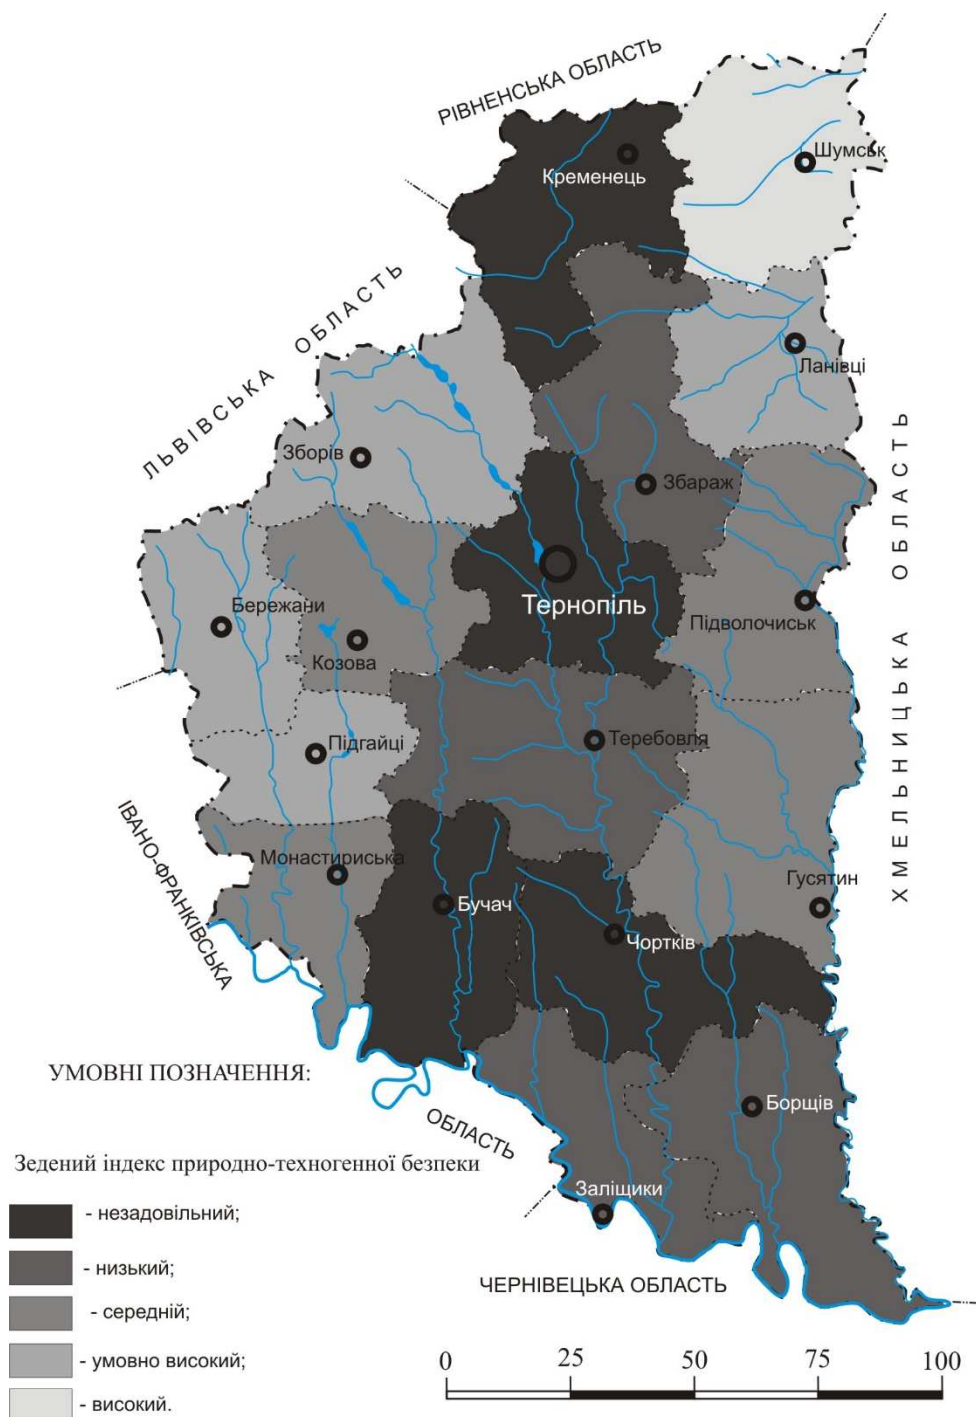 РІВНЕНСЬКА ОБЛАСТЬ
Шумськ
Кременець
ЛЬВІВСЬКА ОБЛАСТЬ
Ланівці
Зборів
Збараж
ХМЕЛЬНИЦЬКА ОБЛАСТЬ
Тернопіль
Бережани
Підволочиськ
Козова
Підгайці
Теребовля
ІВАНО-ФРАНКІВСЬКА
Монастириська
Гусятин
Бучач
Чортків
УМОВНІ ПОЗНАЧЕННЯ:
Борщів
ОБЛАСТЬ
Зедений індекс природно-техногенної безпеки
Заліщики
- незадовільний;
- низький;
ЧЕРНІВЕЦЬКА ОБЛАСТЬ
- середній;
- умовно високий;
- високий.
0 25 50 75 100